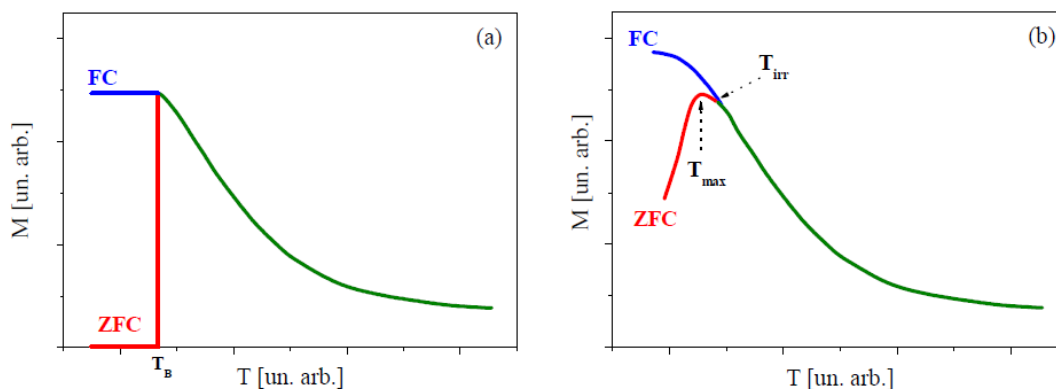 (a)
FC
M [un. arb.]
ZFC
T_B
T [un. arb.]
(b)
FC
T_irr
M [un. arb.]
T_max
ZFC
T [un. arb.]